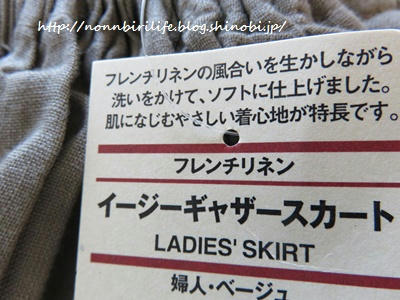 http://nonnbirilife.blog.shinobi.jp/
フレンチリネンの風合いを生かしながら
洗いをかけて、ソフトに仕上げました。
肌になじむやさしい着心地が特長です。
フレンチリネン
イージーギャザースカート
LADIES' SKIRT
婦人・ベージュ